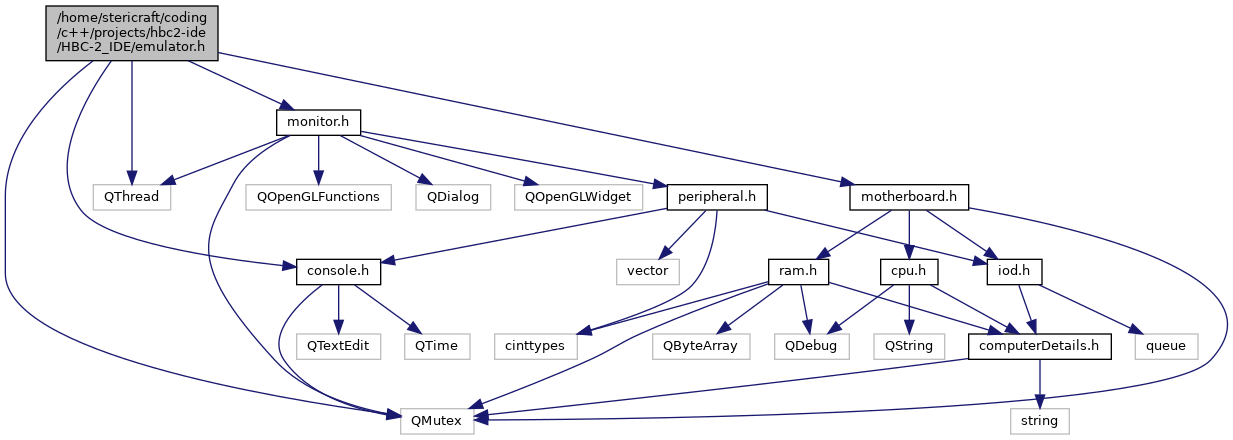 /home/stericraft/coding
/c++/projects/hbc2-ide
/HBC-2_IDE/emulator.h
monitor.h
QThread
QOpenGLFunctions
QDialog
QOpenGLWidget
peripheral.h
motherboard.h
console.h
vector
ram.h
cpu.h
iod.h
QTextEdit
QTime
cinttypes
QByteArray
QDebug
QString
computerDetails.h
queue
QMutex
string